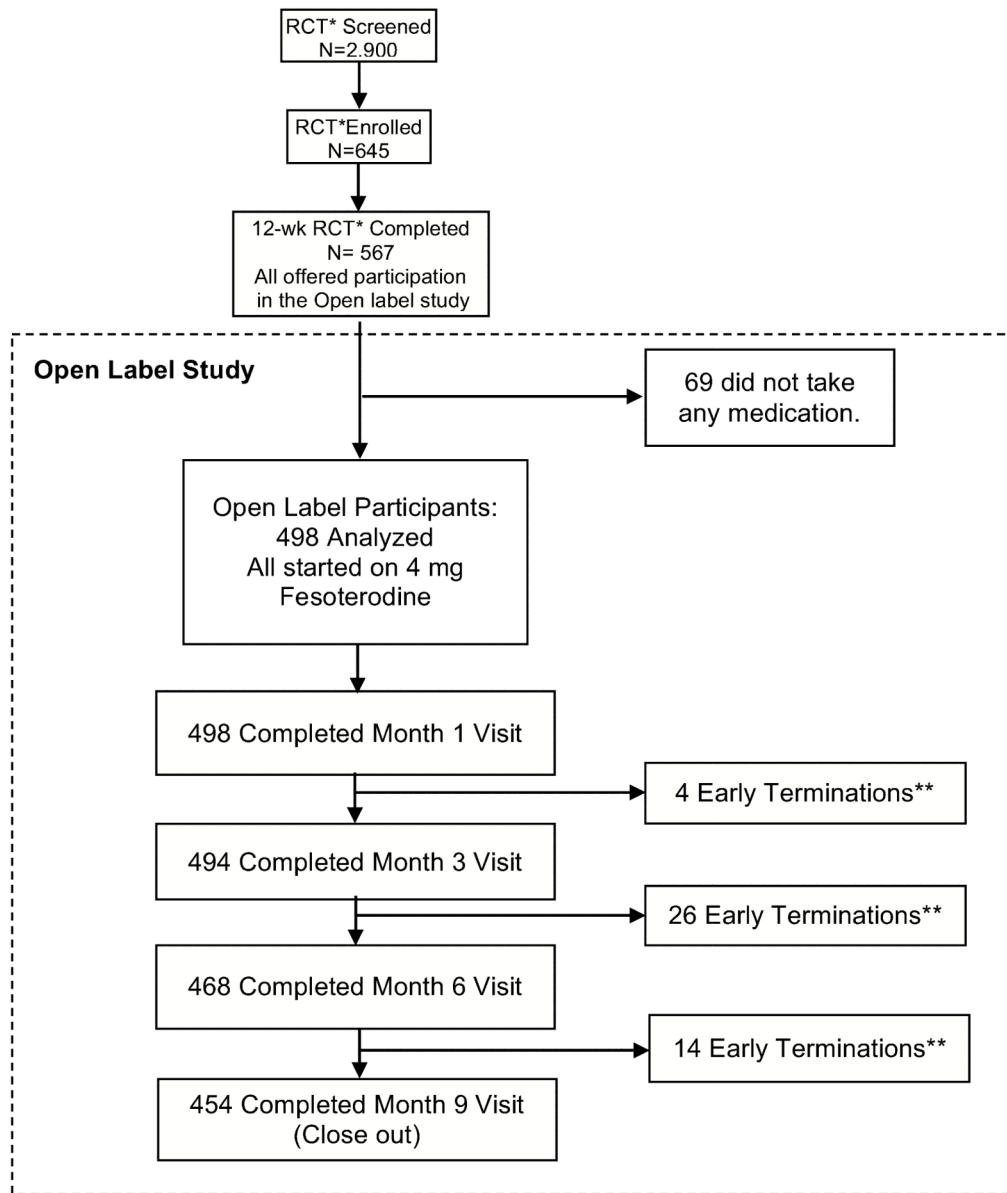 RCT* Screened
N=2.900
RCT*Enrolled
N=645
12-wk RCT* Completed
N= 567
All offered participation
in the Open label study
Open Label Study
69 did not take
any medication.
Open Label Participants:
498 Analyzed
All started on 4 mg
Fesoterodine
498 Completed Month 1 Visit
4 Early Terminations**
494 Completed Month 3 Visit
26 Early Terminations**
468 Completed Month 6 Visit
14 Early Terminations**
454 Completed Month 9 Visit
(Close out)